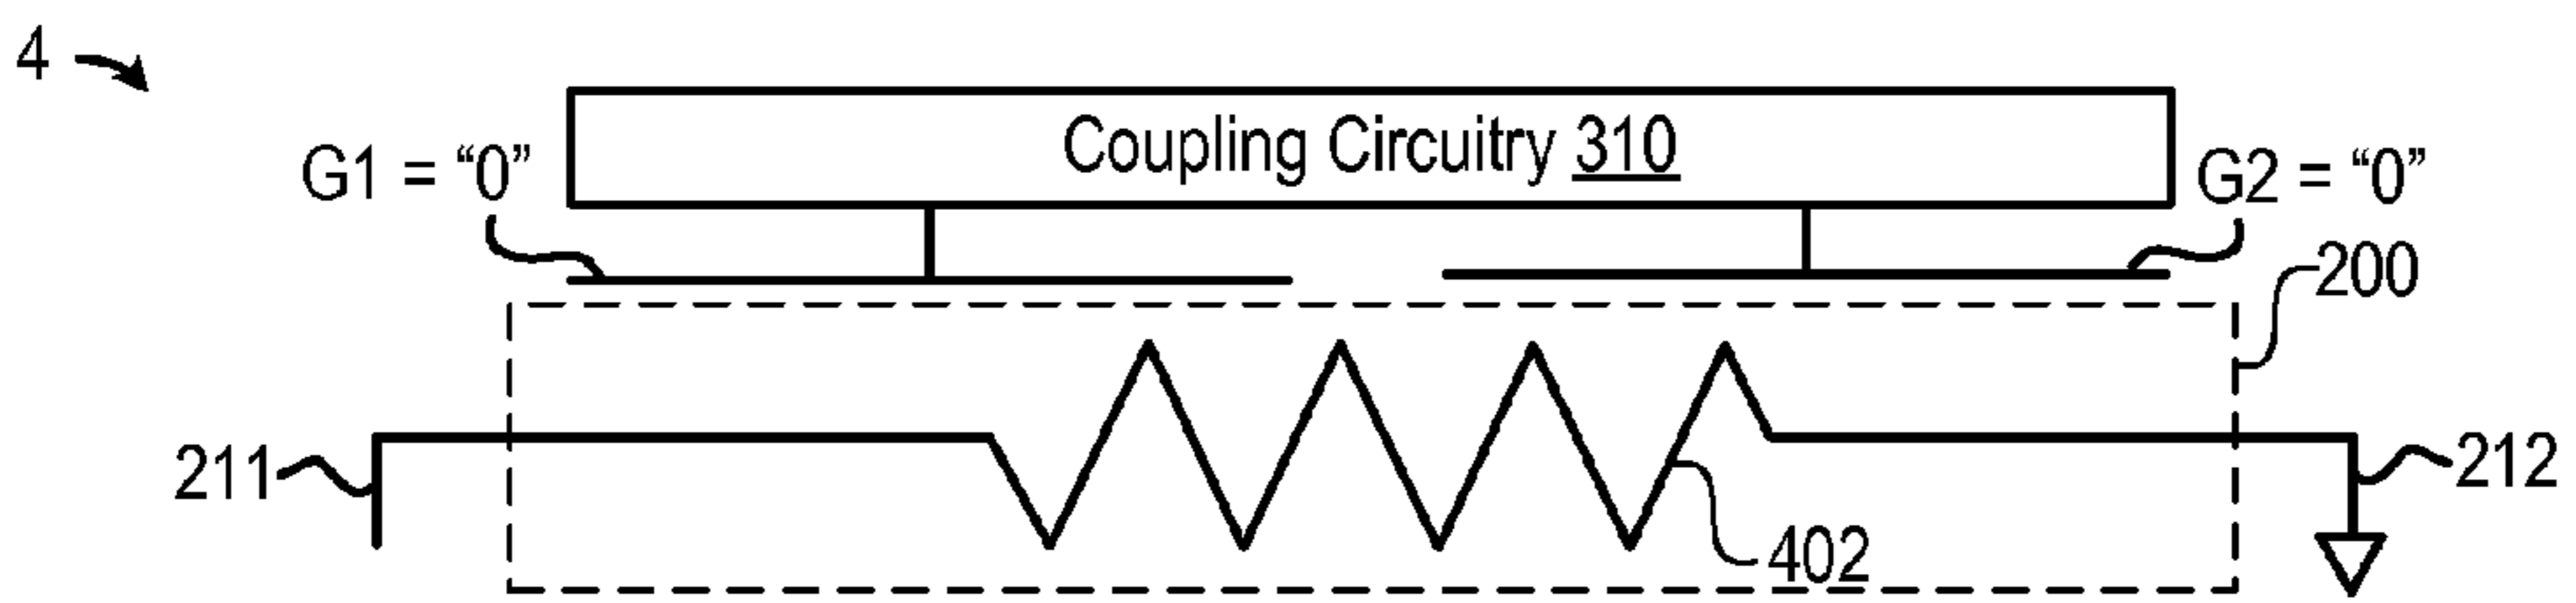 4
Coupling Circuitry 310
G1 = “0”
G2 = “0”
200
211
212
402